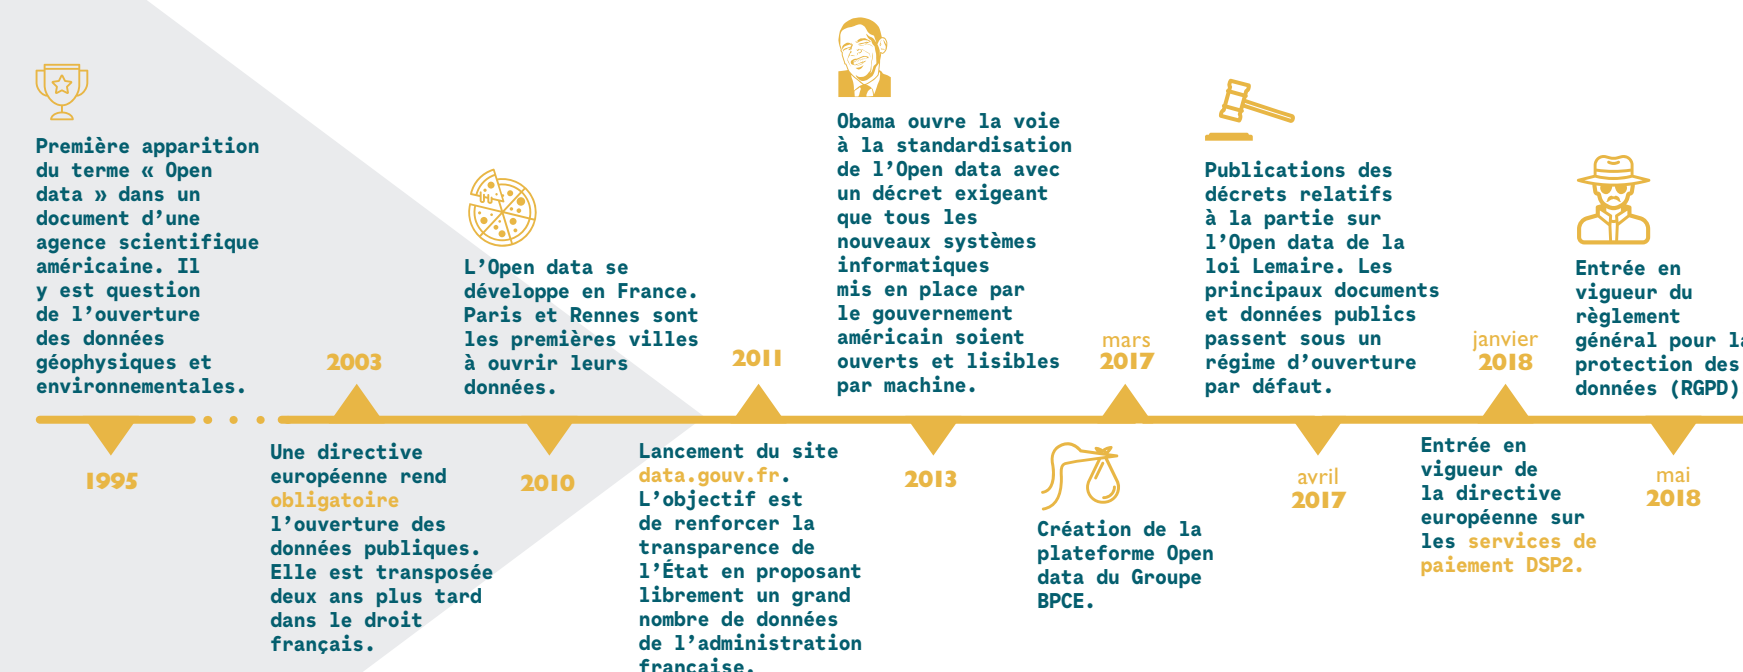 Première apparition
du terme « Open
data » dans un
document d’une
agence scientifique
américaine. Il
y est question
de l’ouverture
des données
géophysiques et
environnementales.
1995
2003
Une directive
européenne rend
obligatoire
l’ouverture des
données publiques.
Elle est transposée
deux ans plus tard
dans le droit
français.
L’Open data se
développe en France.
Paris et Rennes sont
les premières villes
à ouvrir leurs
données.
2010
2011
Lancement du site
data.gouv.fr.
L’objectif est
de renforcer la
transparence de
l’État en proposant
librement un grand
nombre de données
de l’administration
française.
Obama ouvre la voie
à la standardisation
de l’Open data avec
un décret exigeant
que tous les
nouveaux systèmes
informatiques
mis en place par
le gouvernement
américain soient
ouverts et lisibles
par machine.
2013
mars
2017
Création de la
plateforme Open
data du Groupe
BPCE.
Publications des
décrets relatifs
à la partie sur
l’Open data de la
loi Lemaire. Les
principaux documents
et données publics
passent sous un
régime d’ouverture
par défaut.
avril
2017
janvier
2018
Entrée en
vigueur de
la directive
européenne sur
les services de
paiement DSP2.
Entrée en
vigueur du
règlement
général pour la
protection des
données (RGPD)
mai
2018